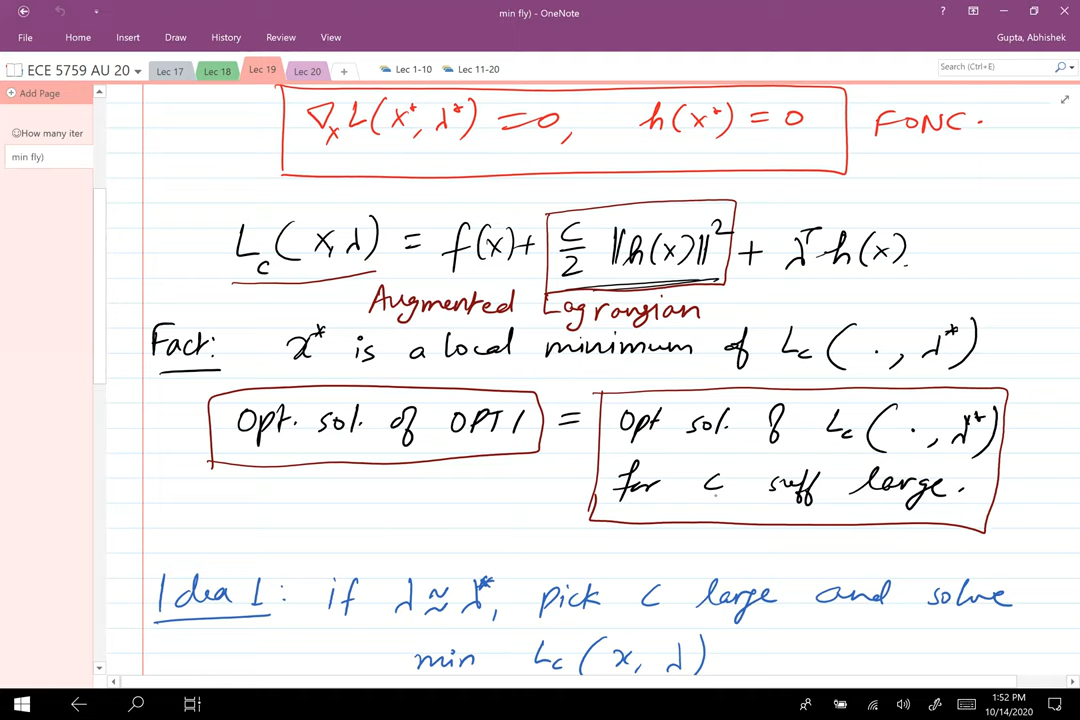 min fly) - OneNote
? Gupta, Abhishek
File Home Insert Draw History Review View
ECE 5759 AU 20 Lec 17 Lec 18 Lec 19 Lec 20 + Lec 1-10 Lec 11-20 Search (Ctrl+E)
Add Page
How many iter
min fly)
∇ₓ L(x*, λ*) = 0, h(x*) = 0 FONC.
L_c(x, λ) = f(x) + c/2 ||h(x)||² + λᵀh(x).
Augmented Lagrangian
Fact: x* is a local minimum of L_c(·, λ*)
Opt. sol. of OPT1 = Opt sol. of L_c(·, λ*)
for c suff large.
Idea 1: if λ ≈ λ*, pick c large and solve
min L_c(x, λ)
1:52 PM
10/14/2020